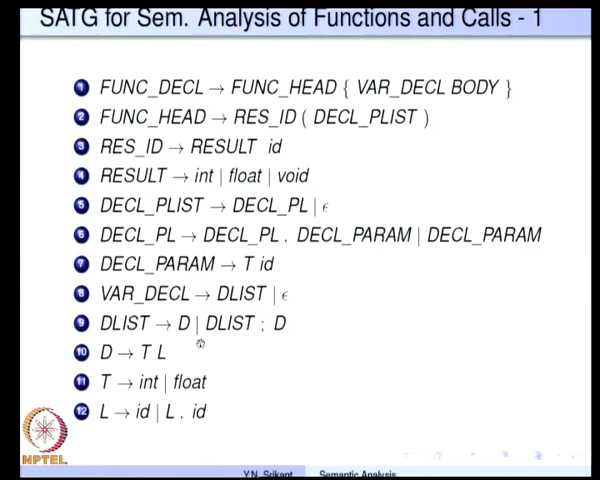 SATG for Sem. Analysis of Functions and Calls - 1
1 FUNC_DECL → FUNC_HEAD { VAR_DECL BODY }
2 FUNC_HEAD → RES_ID ( DECL_PLIST )
3 RES_ID → RESULT id
4 RESULT → int | float | void
5 DECL_PLIST → DECL_PL | ϵ
6 DECL_PL → DECL_PL , DECL_PARAM | DECL_PARAM
7 DECL_PARAM → T id
8 VAR_DECL → DLIST | ϵ
9 DLIST → D | DLIST ; D
10 D → T L
11 T → int | float
12 L → id | L , id
NPTEL
Y.N. Srikant Semantic Analysis